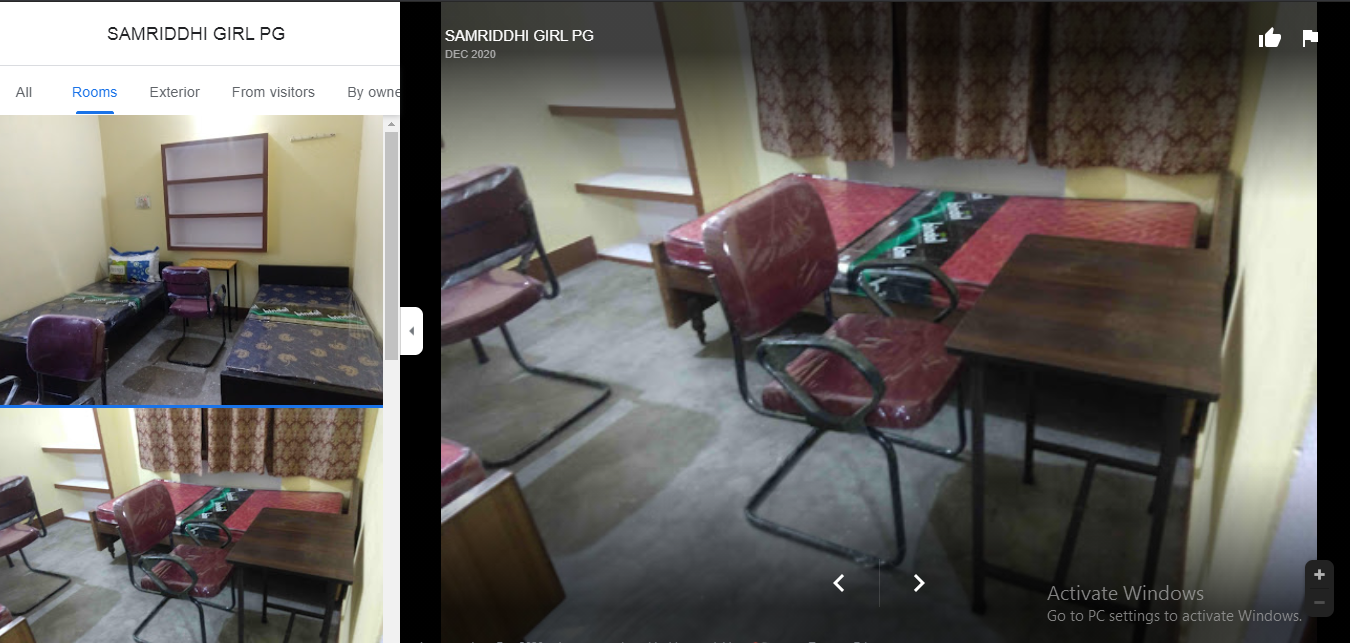 SAMRIDDHI GIRL PG
All Rooms Exterior From visitors By owne
SAMRIDDHI GIRL PG
DEC 2020
Activate Windows
Go to PC settings to activate Windows.